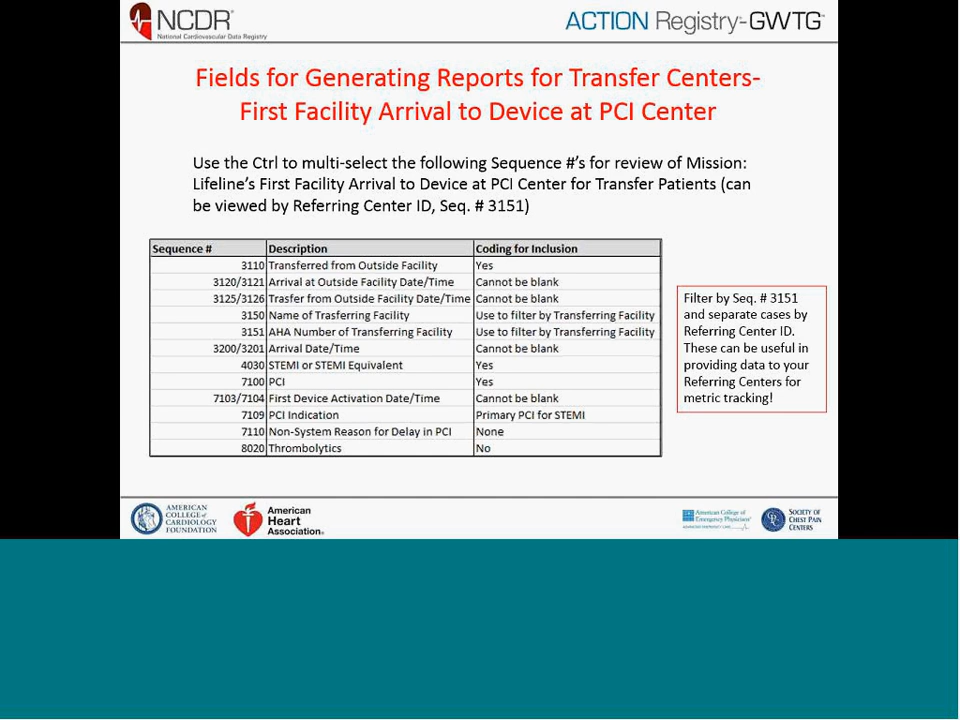 NCDR®
National Cardiovascular Data Registry
ACTION Registry-GWTG™
Fields for Generating Reports for Transfer Centers-
First Facility Arrival to Device at PCI Center
Use the Ctrl to multi-select the following Sequence #'s for review of Mission:
Lifeline's First Facility Arrival to Device at PCI Center for Transfer Patients (can
be viewed by Referring Center ID, Seq. # 3151)
Sequence # Description Coding for Inclusion
3110 Transferred from Outside Facility Yes
3120/3121 Arrival at Outside Facility Date/Time Cannot be blank
3125/3126 Trasfer from Outside Facility Date/Time Cannot be blank
3150 Name of Trasferring Facility Use to filter by Transferring Facility
3151 AHA Number of Transferring Facility Use to filter by Transferring Facility
3200/3201 Arrival Date/Time Cannot be blank
4030 STEMI or STEMI Equivalent Yes
7100 PCI Yes
7103/7104 First Device Activation Date/Time Cannot be blank
7109 PCI Indication Primary PCI for STEMI
7110 Non-System Reason for Delay in PCI None
8020 Thrombolytics No
Filter by Seq. # 3151
and separate cases by
Referring Center ID.
These can be useful in
providing data to your
Referring Centers for
metric tracking!
AMERICAN
COLLEGE of
CARDIOLOGY
FOUNDATION
American
Heart
Association®
American College of
Emergency Physicians®
SOCIETY OF
CHEST PAIN
CENTERS